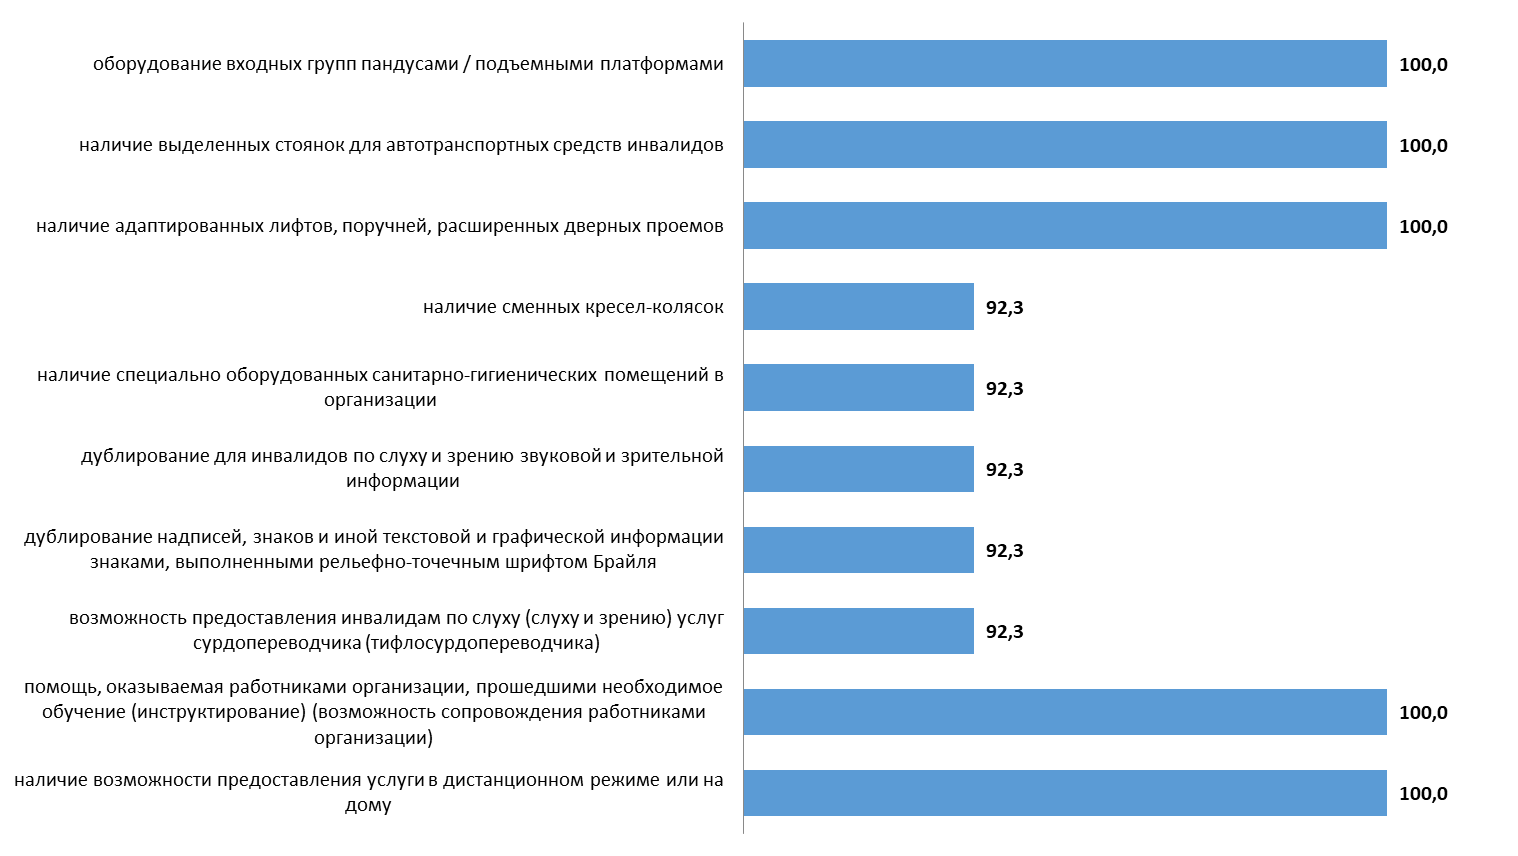 оборудование входных групп пандусами / подъемными платформами
100,0
наличие выделенных стоянок для автотранспортных средств инвалидов
100,0
наличие адаптированных лифтов, поручней, расширенных дверных проемов
100,0
наличие сменных кресел-колясок
92,3
наличие специально оборудованных санитарно-гигиенических помещений в
организации
92,3
дублирование для инвалидов по слуху и зрению звуковой и зрительной
информации
92,3
дублирование надписей, знаков и иной текстовой и графической информации
знаками, выполненными рельефно-точечным шрифтом Брайля
92,3
возможность предоставления инвалидам по слуху (слуху и зрению) услуг
сурдопереводчика (тифлосурдопереводчика)
92,3
помощь, оказываемая работниками организации, прошедшими необходимое
обучение (инструктирование) (возможность сопровождения работниками
организации)
100,0
наличие возможности предоставления услуги в дистанционном режиме или на
дому
100,0